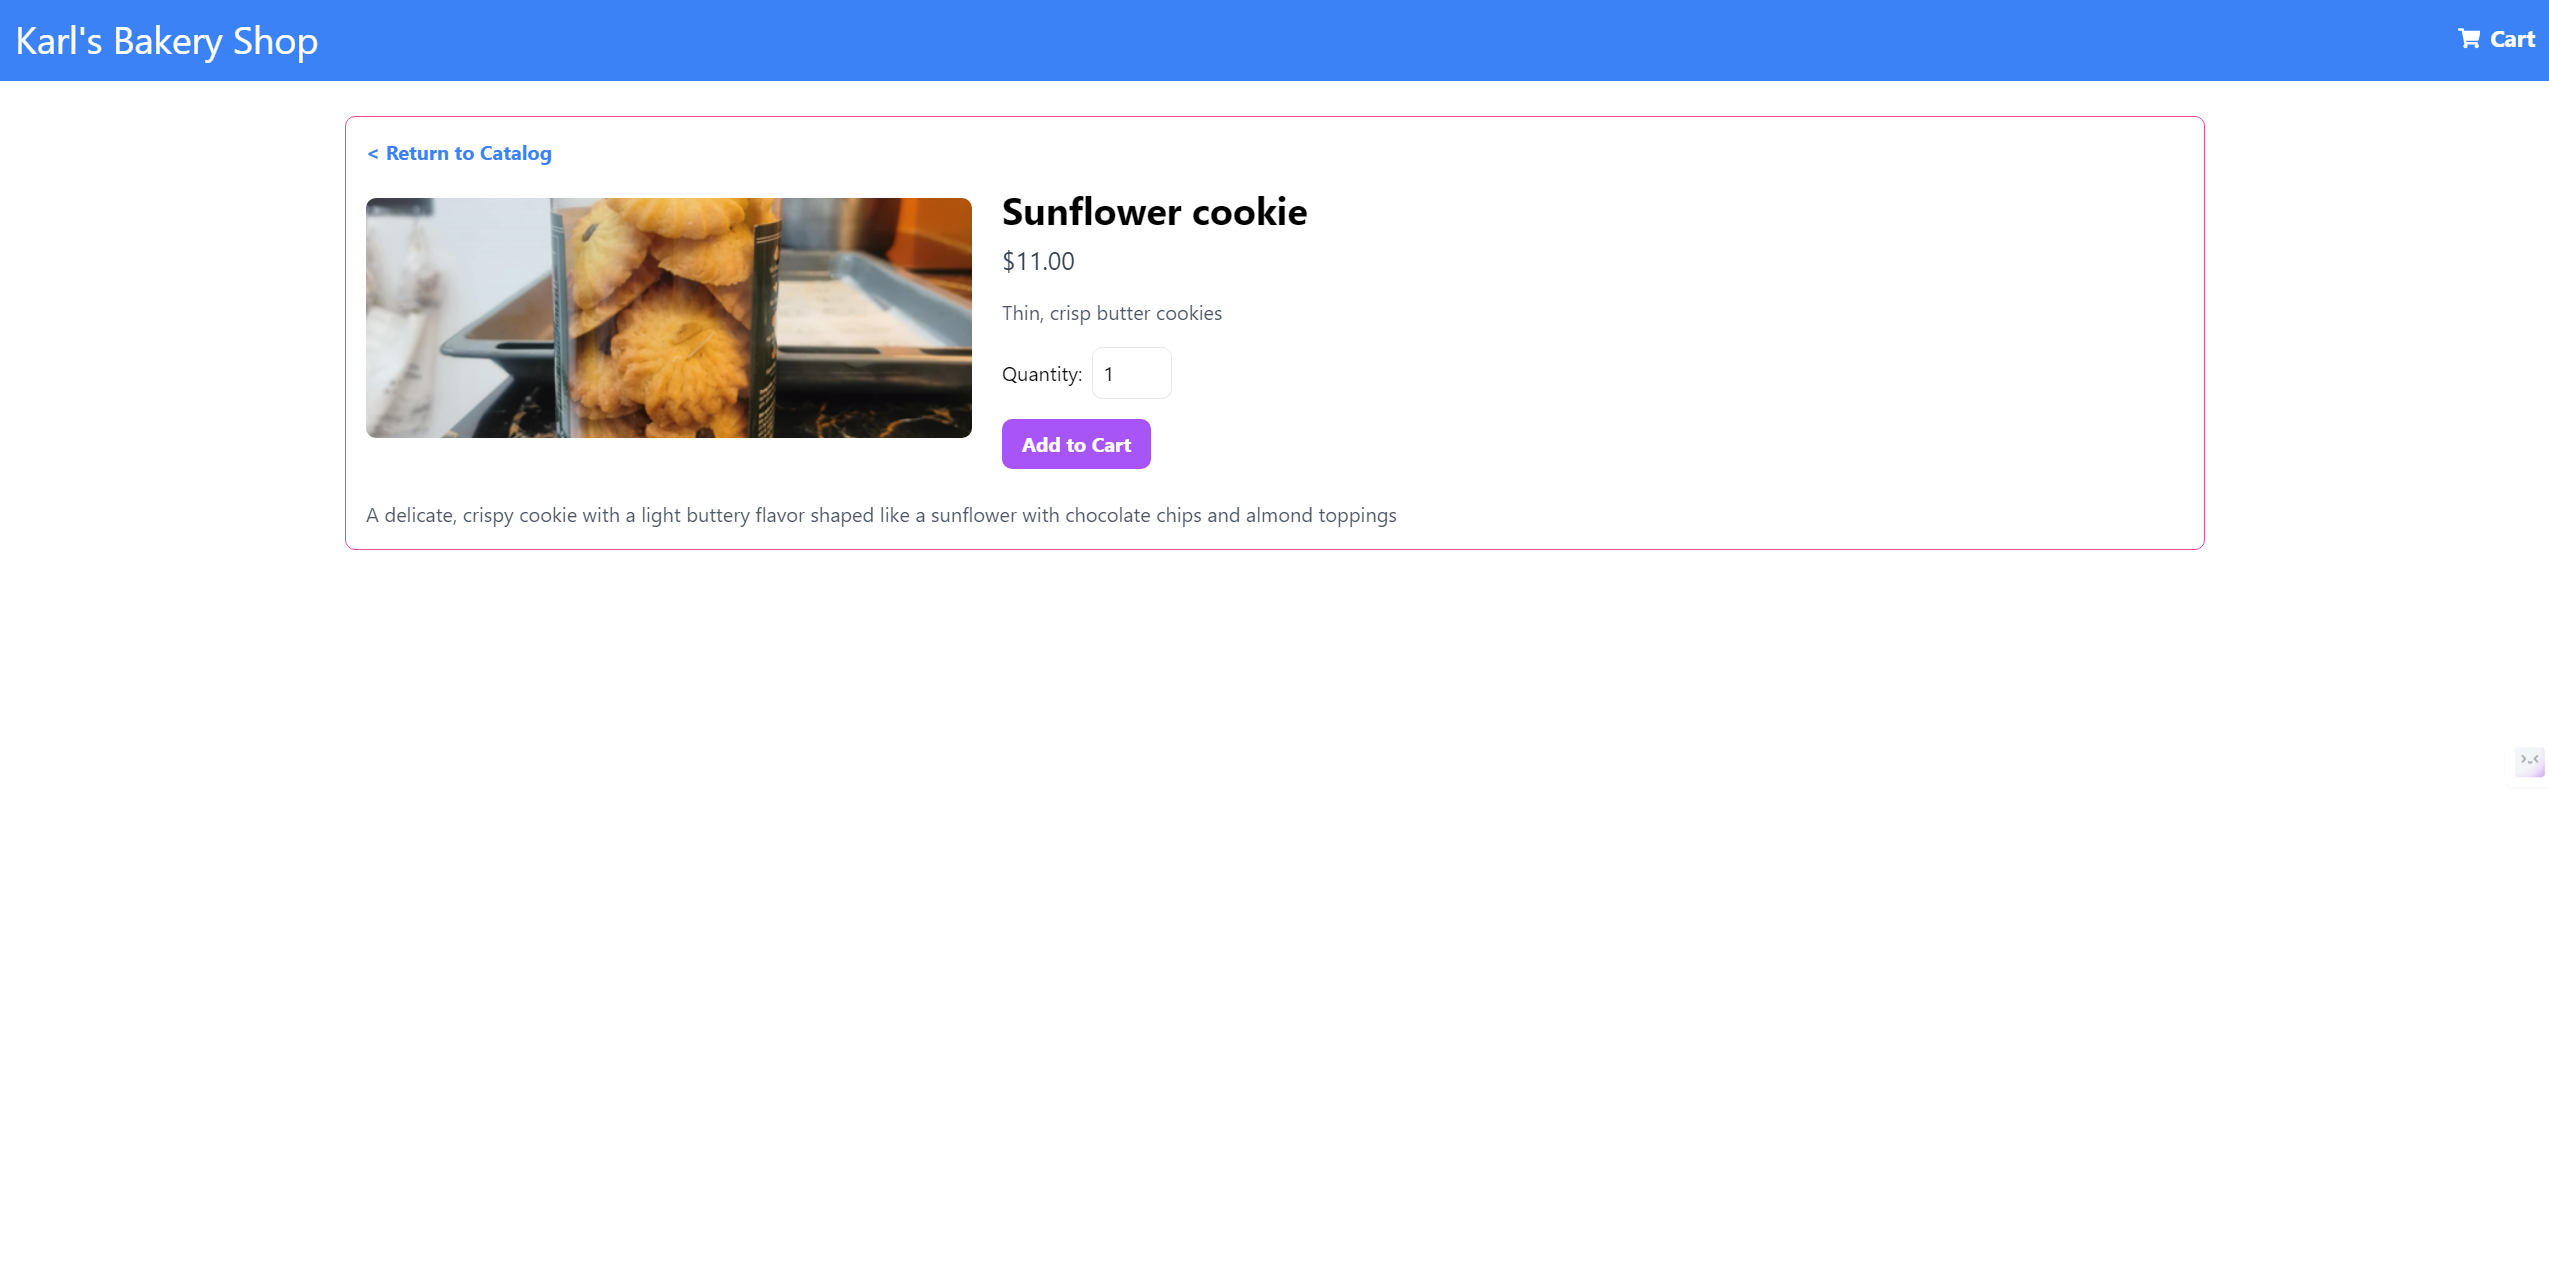 Karl's Bakery Shop
Cart
< Return to Catalog
Sunflower cookie
$11.00
Thin, crisp butter cookies
Quantity: 1
Add to Cart
A delicate, crispy cookie with a light buttery flavor shaped like a sunflower with chocolate chips and almond toppings